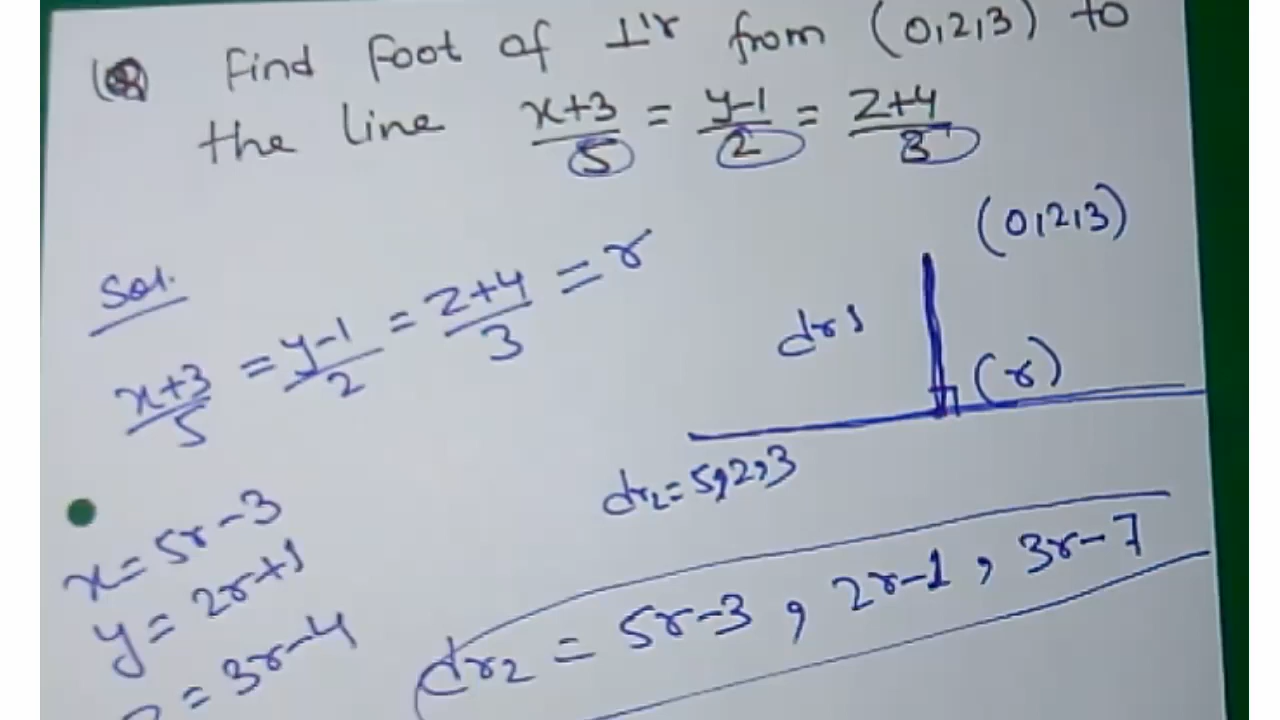 Q Find foot of ⊥'r from (0,2,3) to
the line x+3/5 = y-1/2 = z+4/3
Sol.
x+3/5 = y-1/2 = z+4/3 = r
(0,2,3)
dr1
(r)
dr2 = 5,2,3
x = 5r-3
y = 2r+1
= 3r-4
dr2 = 5r-3, 2r-1, 3r-7